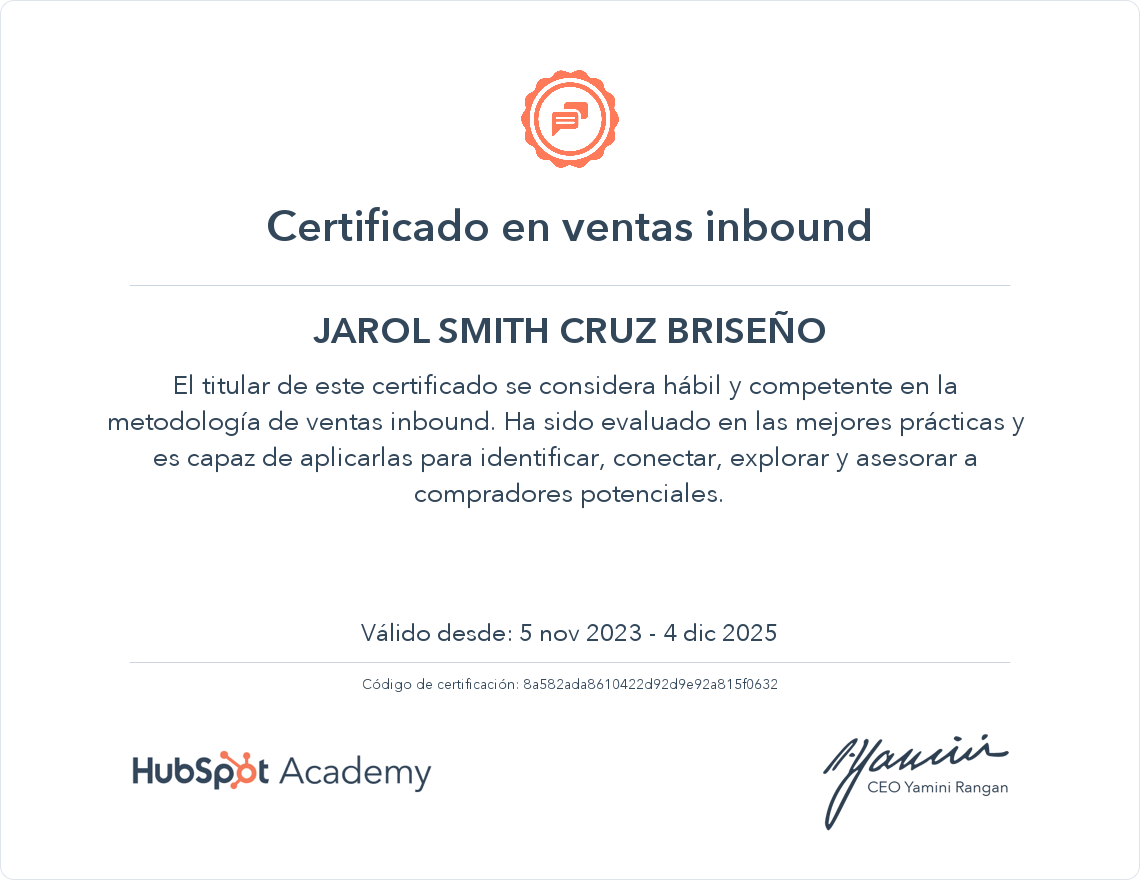 Certificado en ventas inbound
JAROL SMITH CRUZ BRISEÑO
El titular de este certificado se considera hábil y competente en la
metodología de ventas inbound. Ha sido evaluado en las mejores prácticas y
es capaz de aplicarlas para identificar, conectar, explorar y asesorar a
compradores potenciales.
Válido desde: 5 nov 2023 - 4 dic 2025
Código de certificación: 8a582ada8610422d92d9e92a815f0632
HubSpot Academy
CEO Yamini Rangan